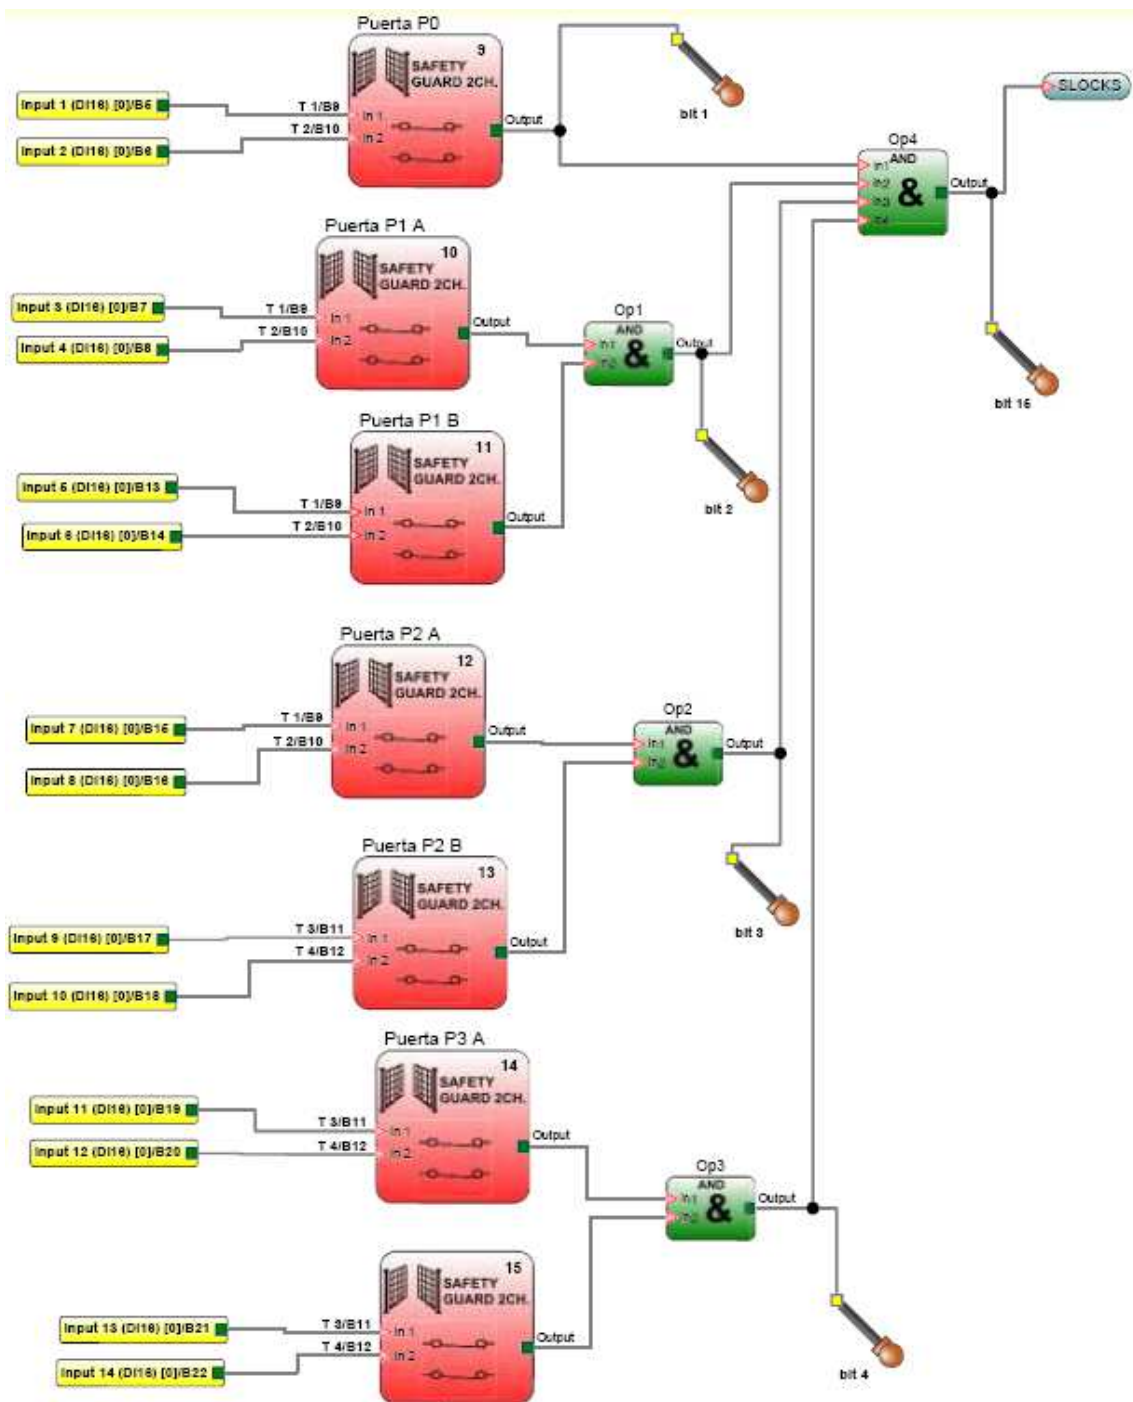 Puerta P0
9
SAFETY
GUARD 2CH.
Input 1 (DI16) [0]/B5
T 1/B9
In 1
Input 2 (DI16) [0]/B6
T 2/B10
In 2
Output
bit 1
SLOCKS
Op4
AND
In1
In2
In3
In4
&
Output
bit 16
Puerta P1 A
10
SAFETY
GUARD 2CH.
Input 3 (DI16) [0]/B7
T 1/B9
In 1
Input 4 (DI16) [0]/B8
T 2/B10
In 2
Output
Op1
AND
In1
In2
&
Output
bit 2
Puerta P1 B
11
SAFETY
GUARD 2CH.
Input 5 (DI16) [0]/B13
T 1/B9
In 1
Input 6 (DI16) [0]/B14
T 2/B10
In 2
Output
Puerta P2 A
12
SAFETY
GUARD 2CH.
Input 7 (DI16) [0]/B15
T 1/B9
In 1
Input 8 (DI16) [0]/B16
T 2/B10
In 2
Output
Op2
AND
In1
In2
&
Output
bit 3
Puerta P2 B
13
SAFETY
GUARD 2CH.
Input 9 (DI16) [0]/B17
T 3/B11
In 1
Input 10 (DI16) [0]/B18
T 4/B12
In 2
Output
Puerta P3 A
14
SAFETY
GUARD 2CH.
Input 11 (DI16) [0]/B19
T 3/B11
In 1
Input 12 (DI16) [0]/B20
T 4/B12
In 2
Output
Op3
AND
In1
In2
&
Output
bit 4
15
SAFETY
GUARD 2CH.
Input 13 (DI16) [0]/B21
T 3/B11
In 1
Input 14 (DI16) [0]/B22
T 4/B12
In 2
Output